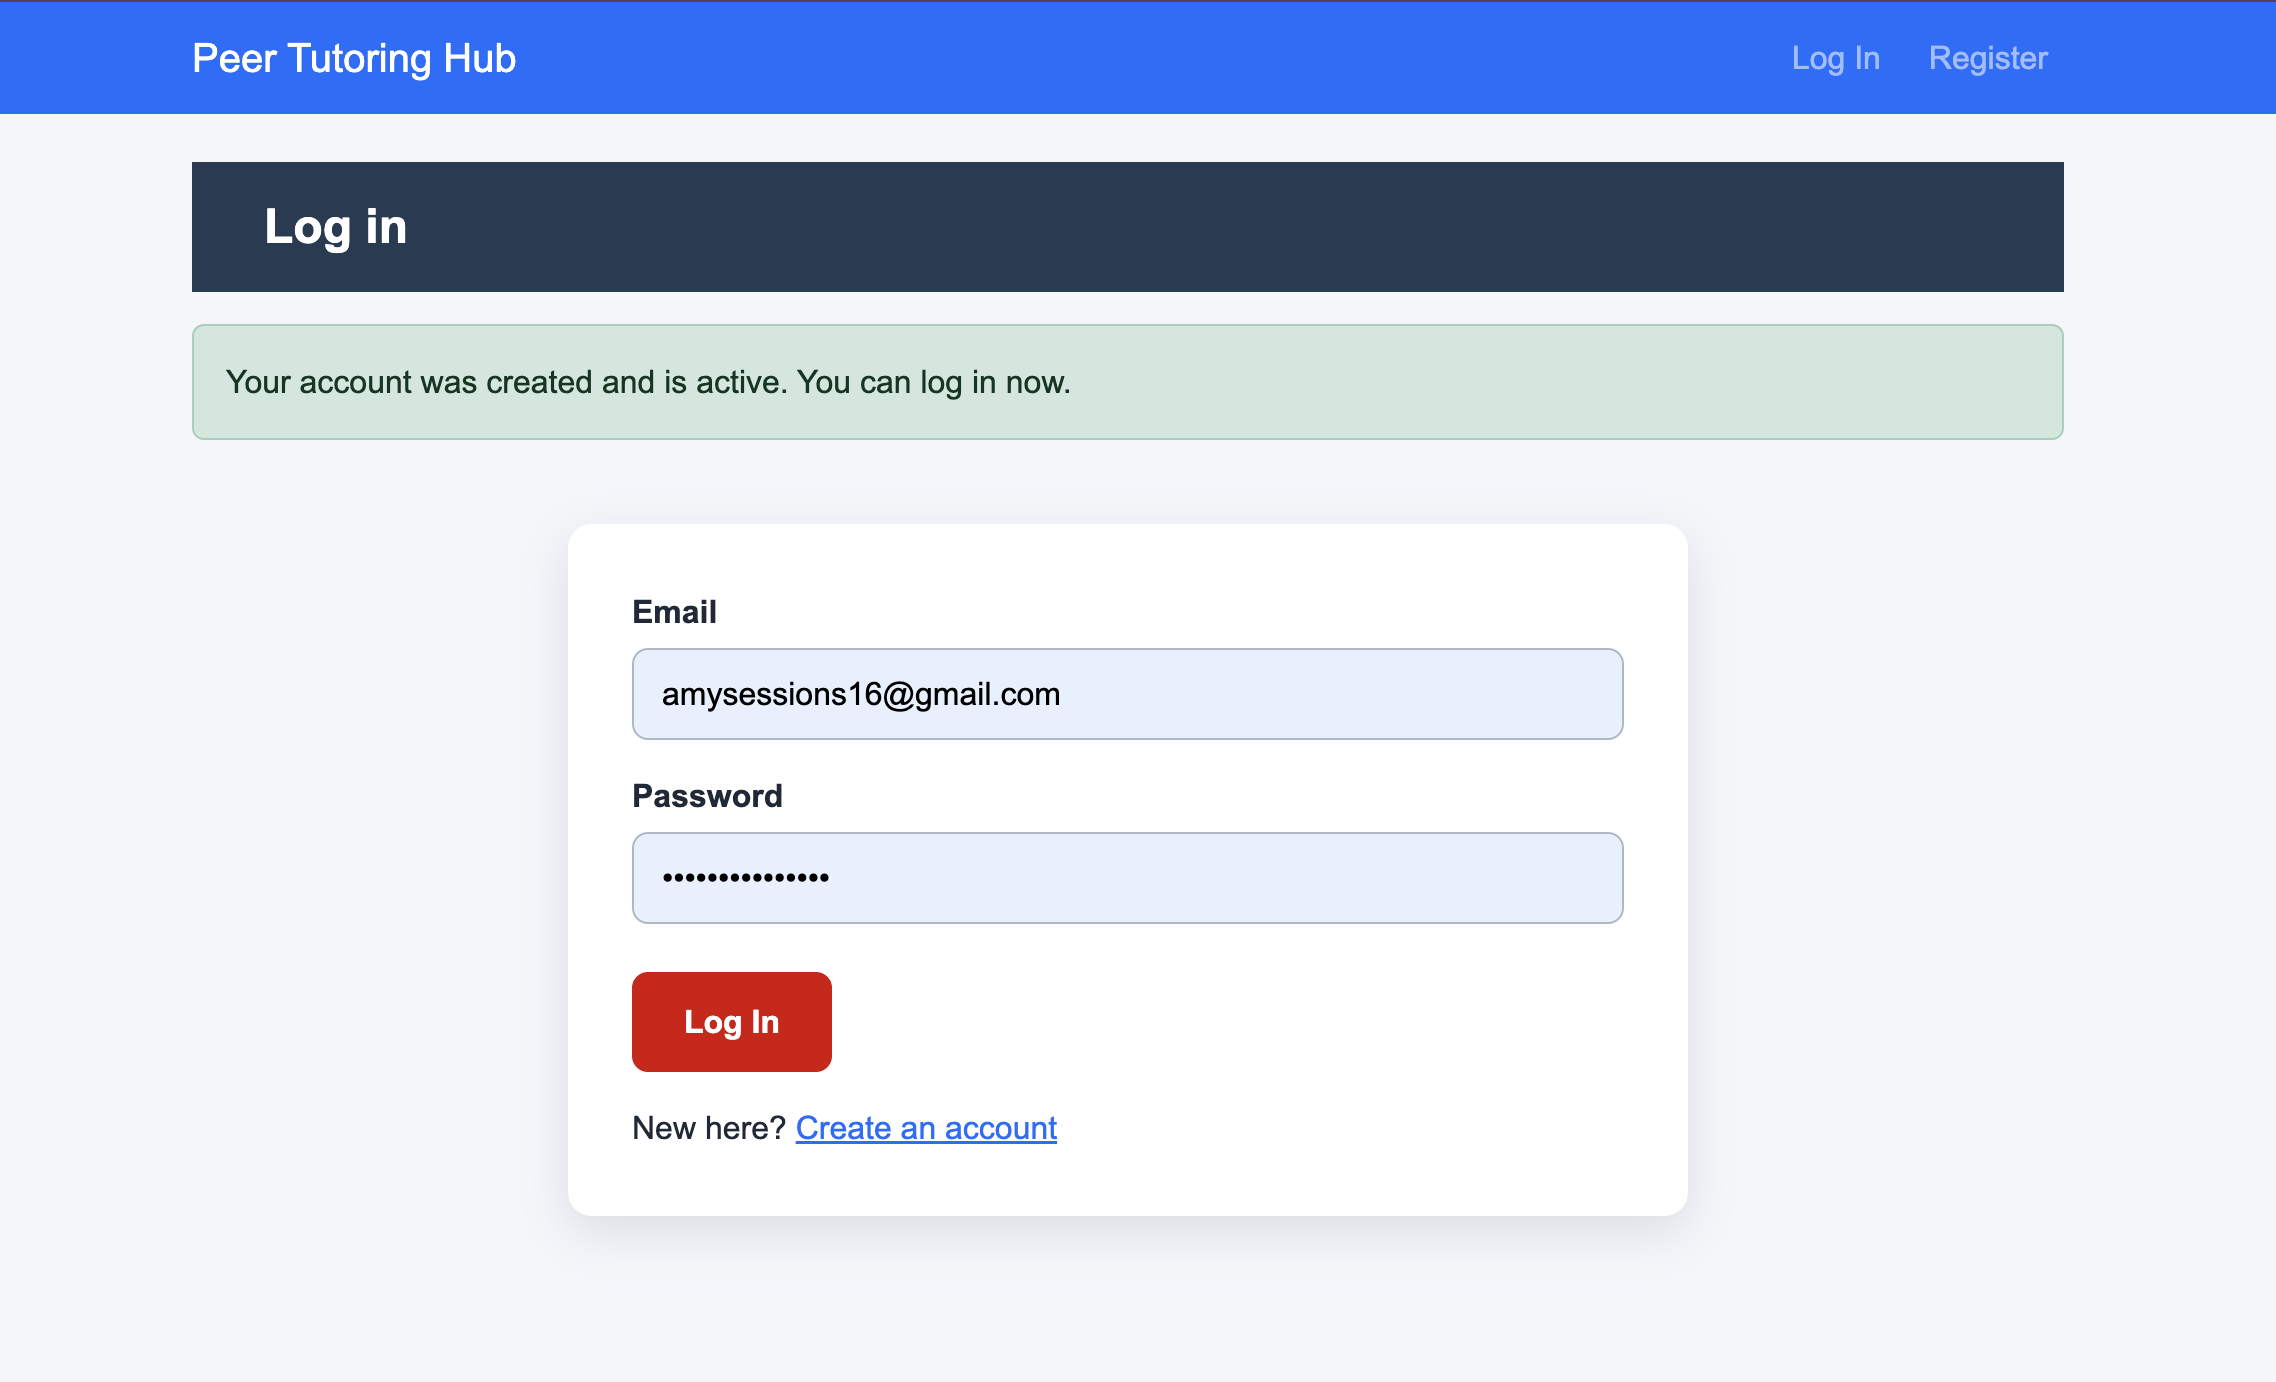 Peer Tutoring Hub
Log In
Register
Log in
Your account was created and is active. You can log in now.
Email
amysessions16@gmail.com
Password
•••••••••••••••
Log In
New here? Create an account